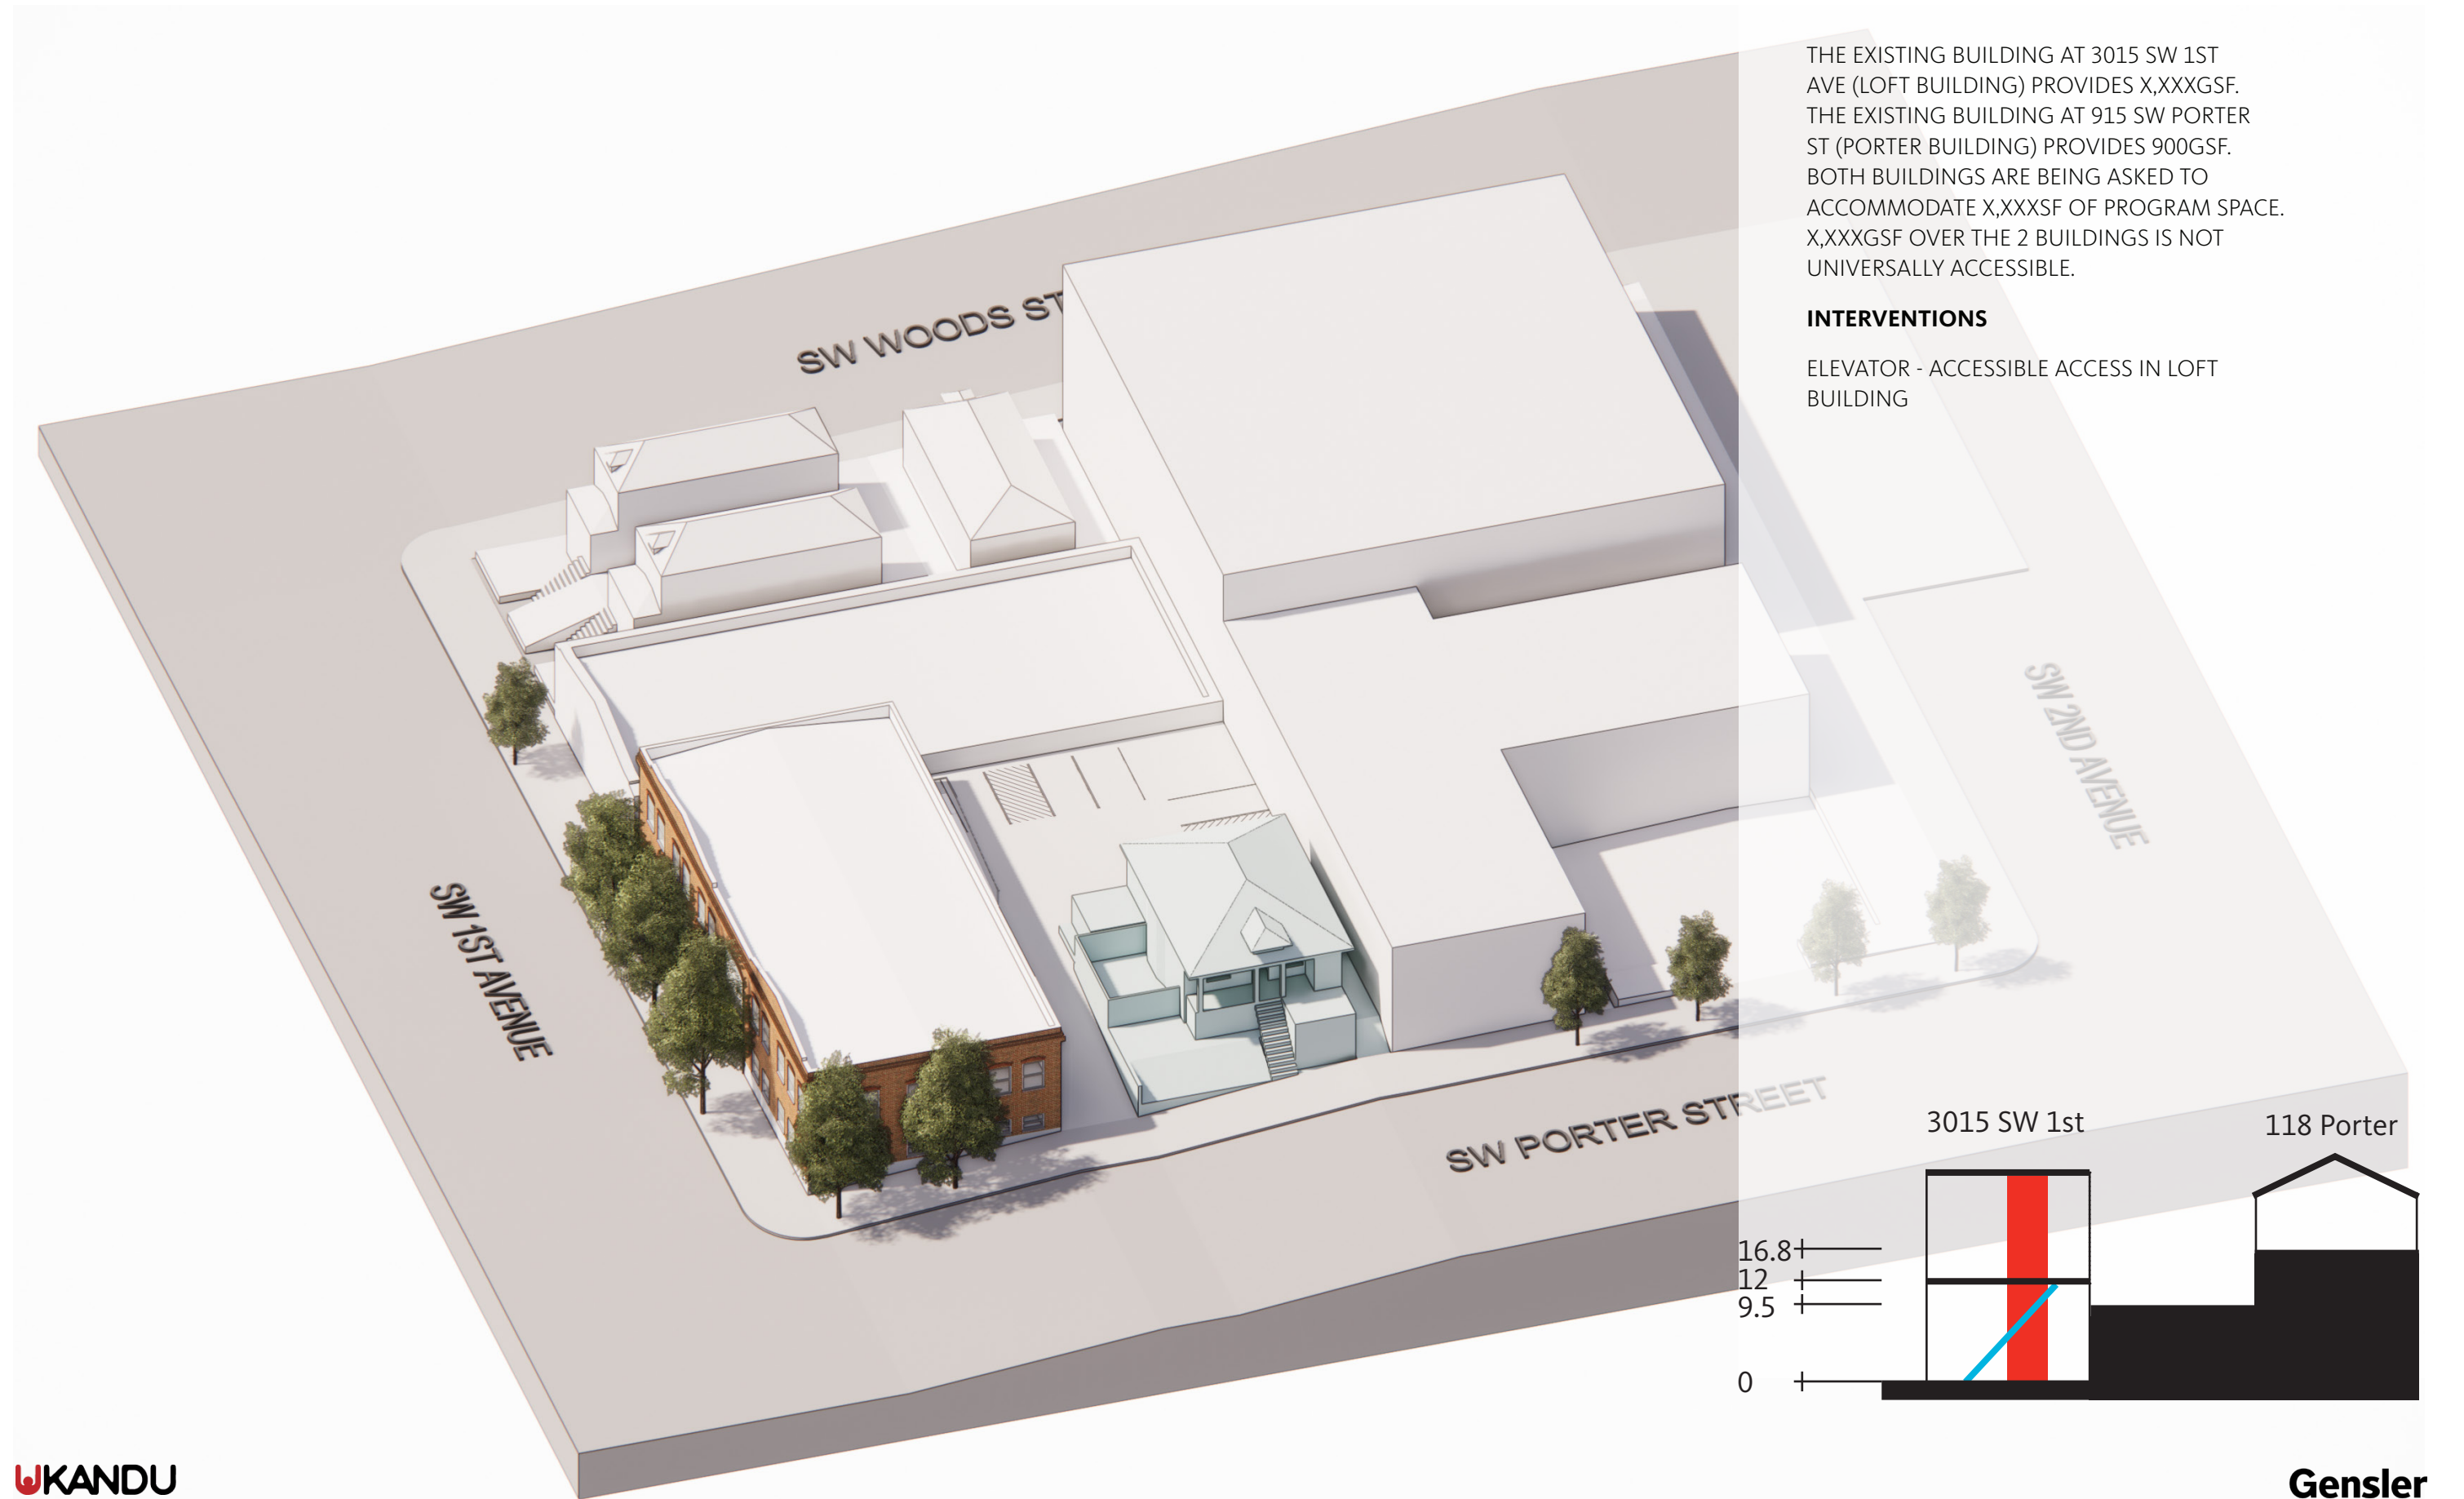 THE EXISTING BUILDING AT 3015 SW 1ST
AVE (LOFT BUILDING) PROVIDES X,XXXGSF.
THE EXISTING BUILDING AT 915 SW PORTER
ST (PORTER BUILDING) PROVIDES 900GSF.
BOTH BUILDINGS ARE BEING ASKED TO
ACCOMMODATE X,XXXSF OF PROGRAM SPACE.
X,XXXGSF OVER THE 2 BUILDINGS IS NOT
UNIVERSALLY ACCESSIBLE.
INTERVENTIONS
ELEVATOR - ACCESSIBLE ACCESS IN LOFT
BUILDING
SW WOODS ST
SW 2ND AVENUE
SW 1ST AVENUE
SW PORTER STREET
3015 SW 1st
118 Porter
16.8
12
9.5
0
UKANDU
Gensler